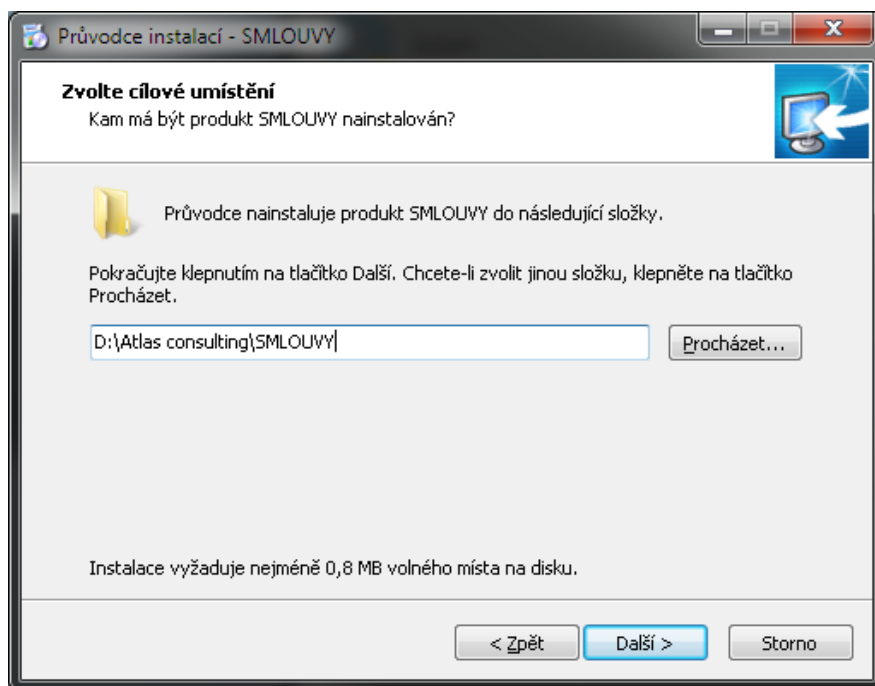 Průvodce instalací - SMLOUVY
Zvolte cílové umístění
Kam má být produkt SMLOUVY nainstalován?
Průvodce nainstaluje produkt SMLOUVY do následující složky.
Pokračujte klepnutím na tlačítko Další. Chcete-li zvolit jinou složku, klepněte na tlačítko
Procházet.
D:\Atlas consulting\SMLOUVY
Procházet...
Instalace vyžaduje nejméně 0,8 MB volného místa na disku.
< Zpět
Další >
Storno